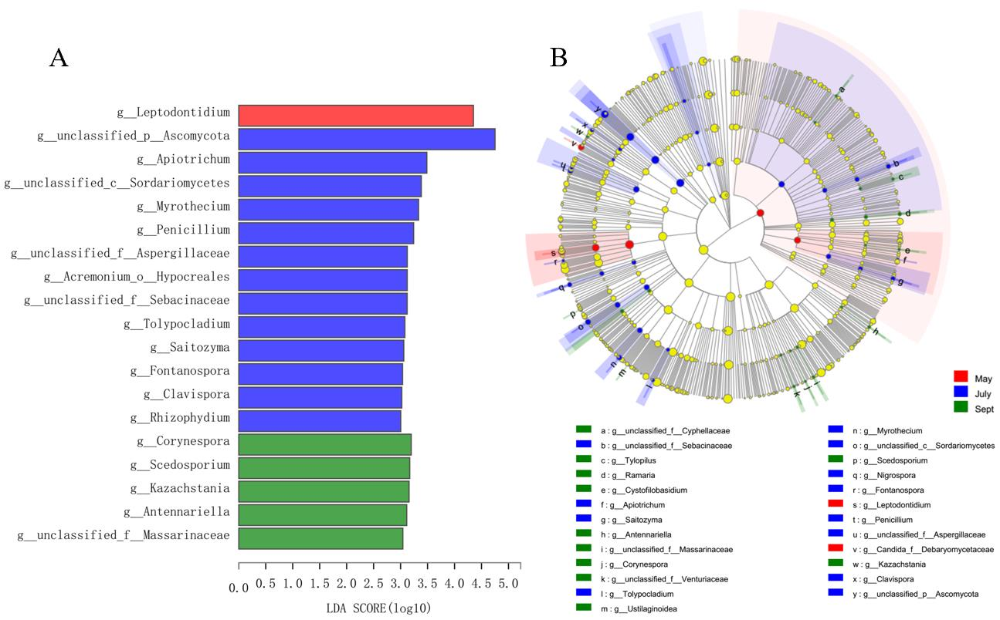 A
g__Leptodontidium
g__unclassified_p__Ascomycota
g__Apiotrichum
g__unclassified_c__Sordariomycetes
g__Myrothecium
g__Penicillium
g__unclassified_f__Aspergillaceae
g__Acremonium_o__Hypocreales
g__unclassified_f__Sebacinaceae
g__Tolypocladium
g__Saitozyma
g__Fontanospora
g__Clavispora
g__Rhizophydium
g__Corynespora
g__Scedosporium
g__Kazachstania
g__Antennariella
g__unclassified_f__Massarinaceae
0.0 0.5 1.0 1.5 2.0 2.5 3.0 3.5 4.0 4.5 5.0
LDA SCORE(log10)
B
a
b
c
d
e
f
g
h
i
j
k
l
m
n
o
p
q
r
s
u
v
w
x
y
May
July
Sept
a : g__unclassified_f__Cyphellaceae
b : g__unclassified_f__Sebacinaceae
c : g__Tylopilus
d : g__Ramaria
e : g__Cystofilobasidium
f : g__Apiotrichum
g : g__Saitozyma
h : g__Antennariella
i : g__unclassified_f__Massarinaceae
j : g__Corynespora
k : g__unclassified_f__Venturiaceae
l : g__Tolypocladium
m : g__Ustilaginoidea
n : g__Myrothecium
o : g__unclassified_c__Sordariomycetes
p : g__Scedosporium
q : g__Nigrospora
r : g__Fontanospora
s : g__Leptodontidium
t : g__Penicillium
u : g__unclassified_f__Aspergillaceae
v : g__Candida_f__Debaryomycetaceae
w : g__Kazachstania
x : g__Clavispora
y : g__unclassified_p__Ascomycota